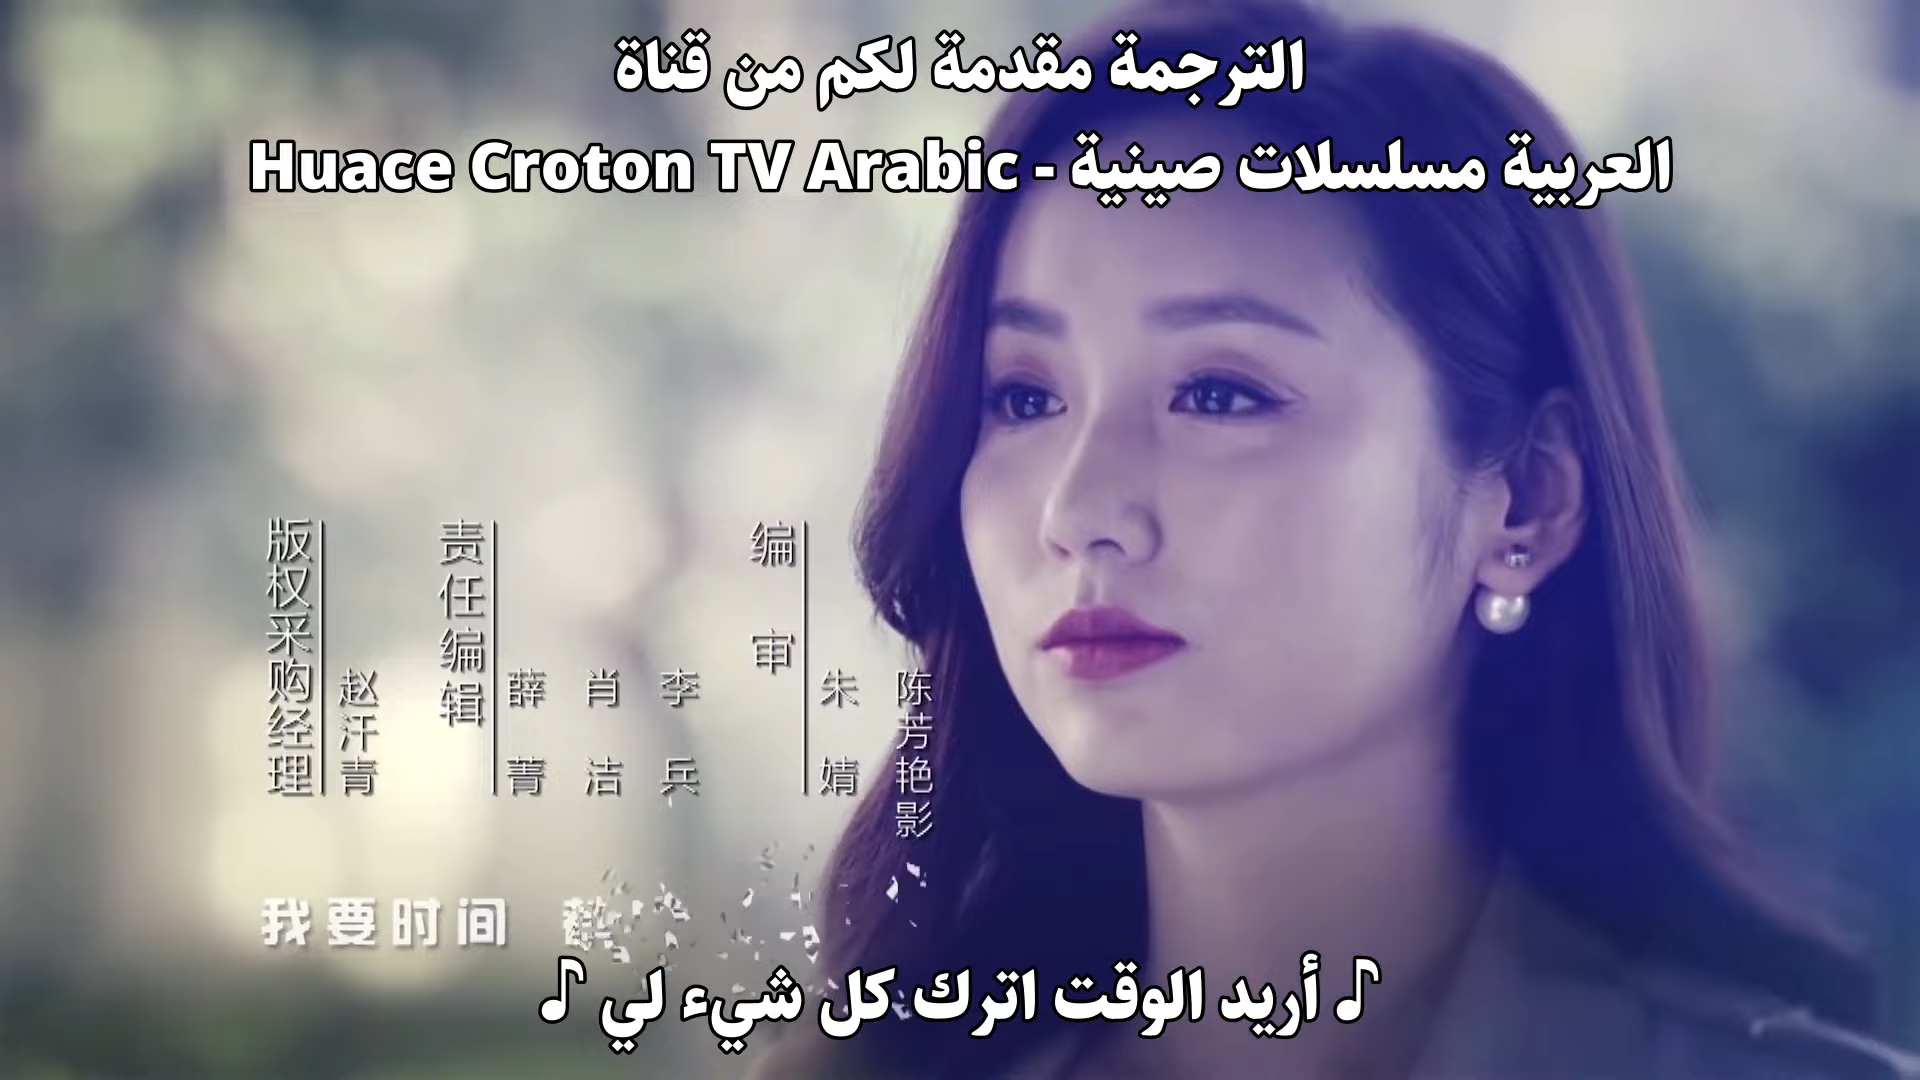 الترجمة مقدمة لكم من قناة
العربية مسلسلات صينية - Huace Croton TV Arabic
版权采购经理
赵汗青
责任编辑
薛菁
肖洁
李兵
编审
朱婧
陈芳艳影
我要时间
♪ أريد الوقت اترك كل شيء لي ♪